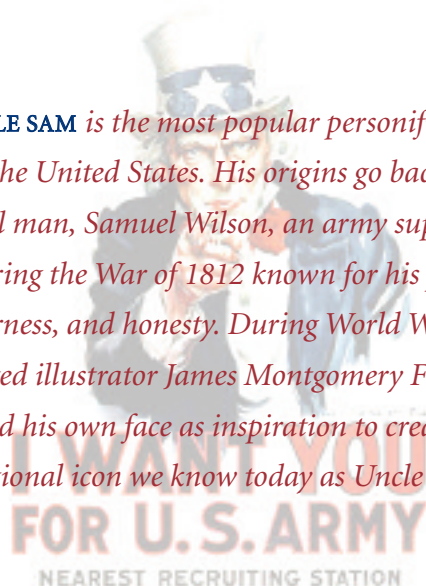 LE SAM is the most popular personif
he United States. His origins go bac
l man, Samuel Wilson, an army sup
ring the War of 1812 known for his
rness, and honesty. During World W
ed illustrator James Montgomery F
d his own face as inspiration to crea
ional icon we know today as Uncle
I WANT YOU
FOR U.S. ARMY
NEAREST RECRUITING STATION